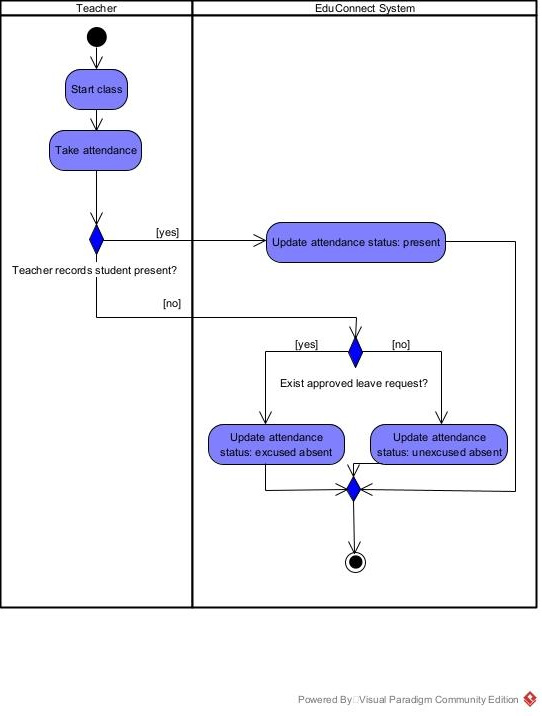 Teacher
EduConnect System
Start class
Take attendance
[yes]
Update attendance status: present
Teacher records student present?
[no]
[yes]
[no]
Exist approved leave request?
Update attendance
status: excused absent
Update attendance
status: unexcused absent
Powered By Visual Paradigm Community Edition